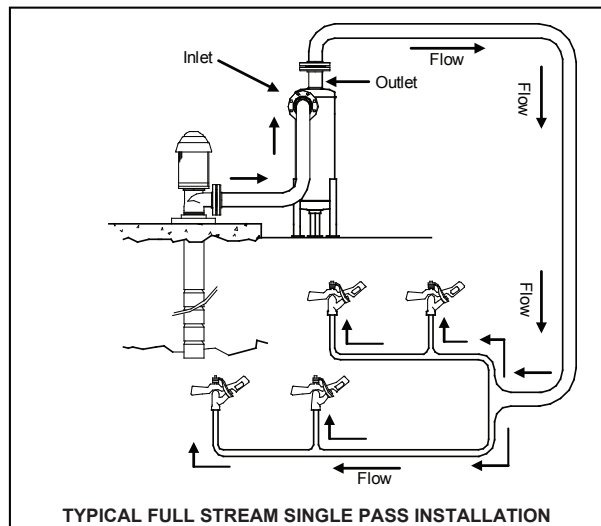 Flow
Inlet
Outlet
Flow
Flow
Flow
TYPICAL FULL STREAM SINGLE PASS INSTALLATION